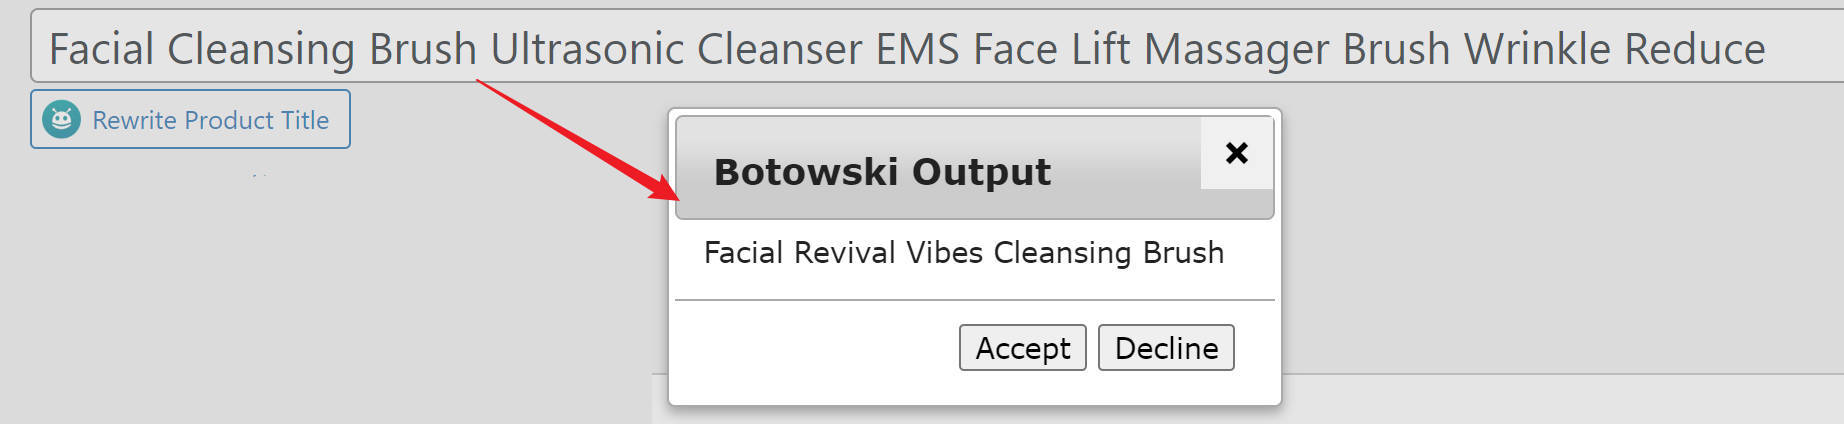 Facial Cleansing Brush Ultrasonic Cleanser EMS Face Lift Massager Brush Wrinkle Reduce
Rewrite Product Title
Botowski Output
Facial Revival Vibes Cleansing Brush
Accept Decline